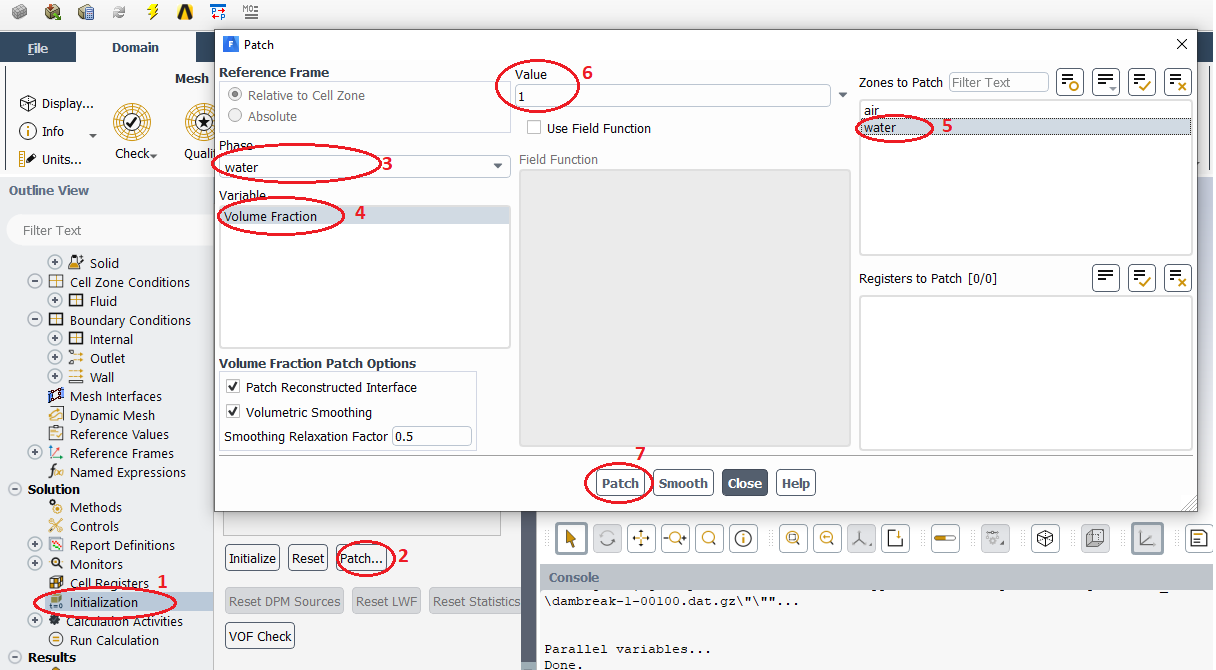 MO
File
Domain
Mesh
Display...
Info
Units...
Check
Quali
Outline View
Filter Text
Solid
Cell Zone Conditions
Fluid
Boundary Conditions
Internal
Outlet
Wall
Mesh Interfaces
Dynamic Mesh
Reference Values
Reference Frames
Named Expressions
Solution
Methods
Controls
Report Definitions
Monitors
Cell Registers 1
Initialization
Calculation Activities
Run Calculation
Results
Patch
Reference Frame
Relative to Cell Zone
Absolute
Phase
water 3
Variable
Volume Fraction 4
Volume Fraction Patch Options
Patch Reconstructed Interface
Volumetric Smoothing
Smoothing Relaxation Factor 0.5
Value 6
1
Use Field Function
Field Function
Zones to Patch Filter Text
air
water 5
Registers to Patch [0/0]
7
Patch Smooth Close Help
Initialize Reset Patch... 2
Reset DPM Sources Reset LWF Reset Statistics
VOF Check
Console
\dambreak-1-00100.dat.gz\"\""...
Parallel variables...
Done.